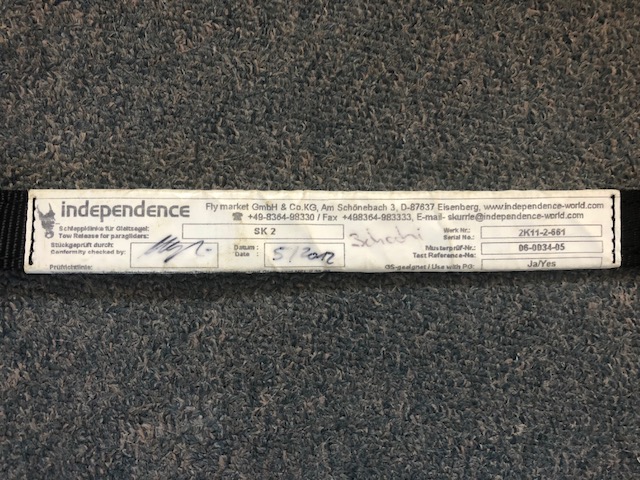 independence
Fly market GmbH & Co.KG, Am Schönebach 3, D-87637 Eisenberg, www.independence-world.com
☎ +49-8364-98330 / Fax +498364-983333, E-mail- skurrie@independence-world.com
Schleppklinke für Gleitsegel:
Tow Release for paragliders:
SK 2
Werk Nr.:
Serial No.:
2K11-2-661
Stückgeprüft durch:
Conformity checked by:
Datum :
Date :
5/2012
Musterprüf-Nr.:
Test Reference-No:
06-0034-05
Prüfrichtlinie:
GS-geeignet / Use with PG:
Ja/Yes